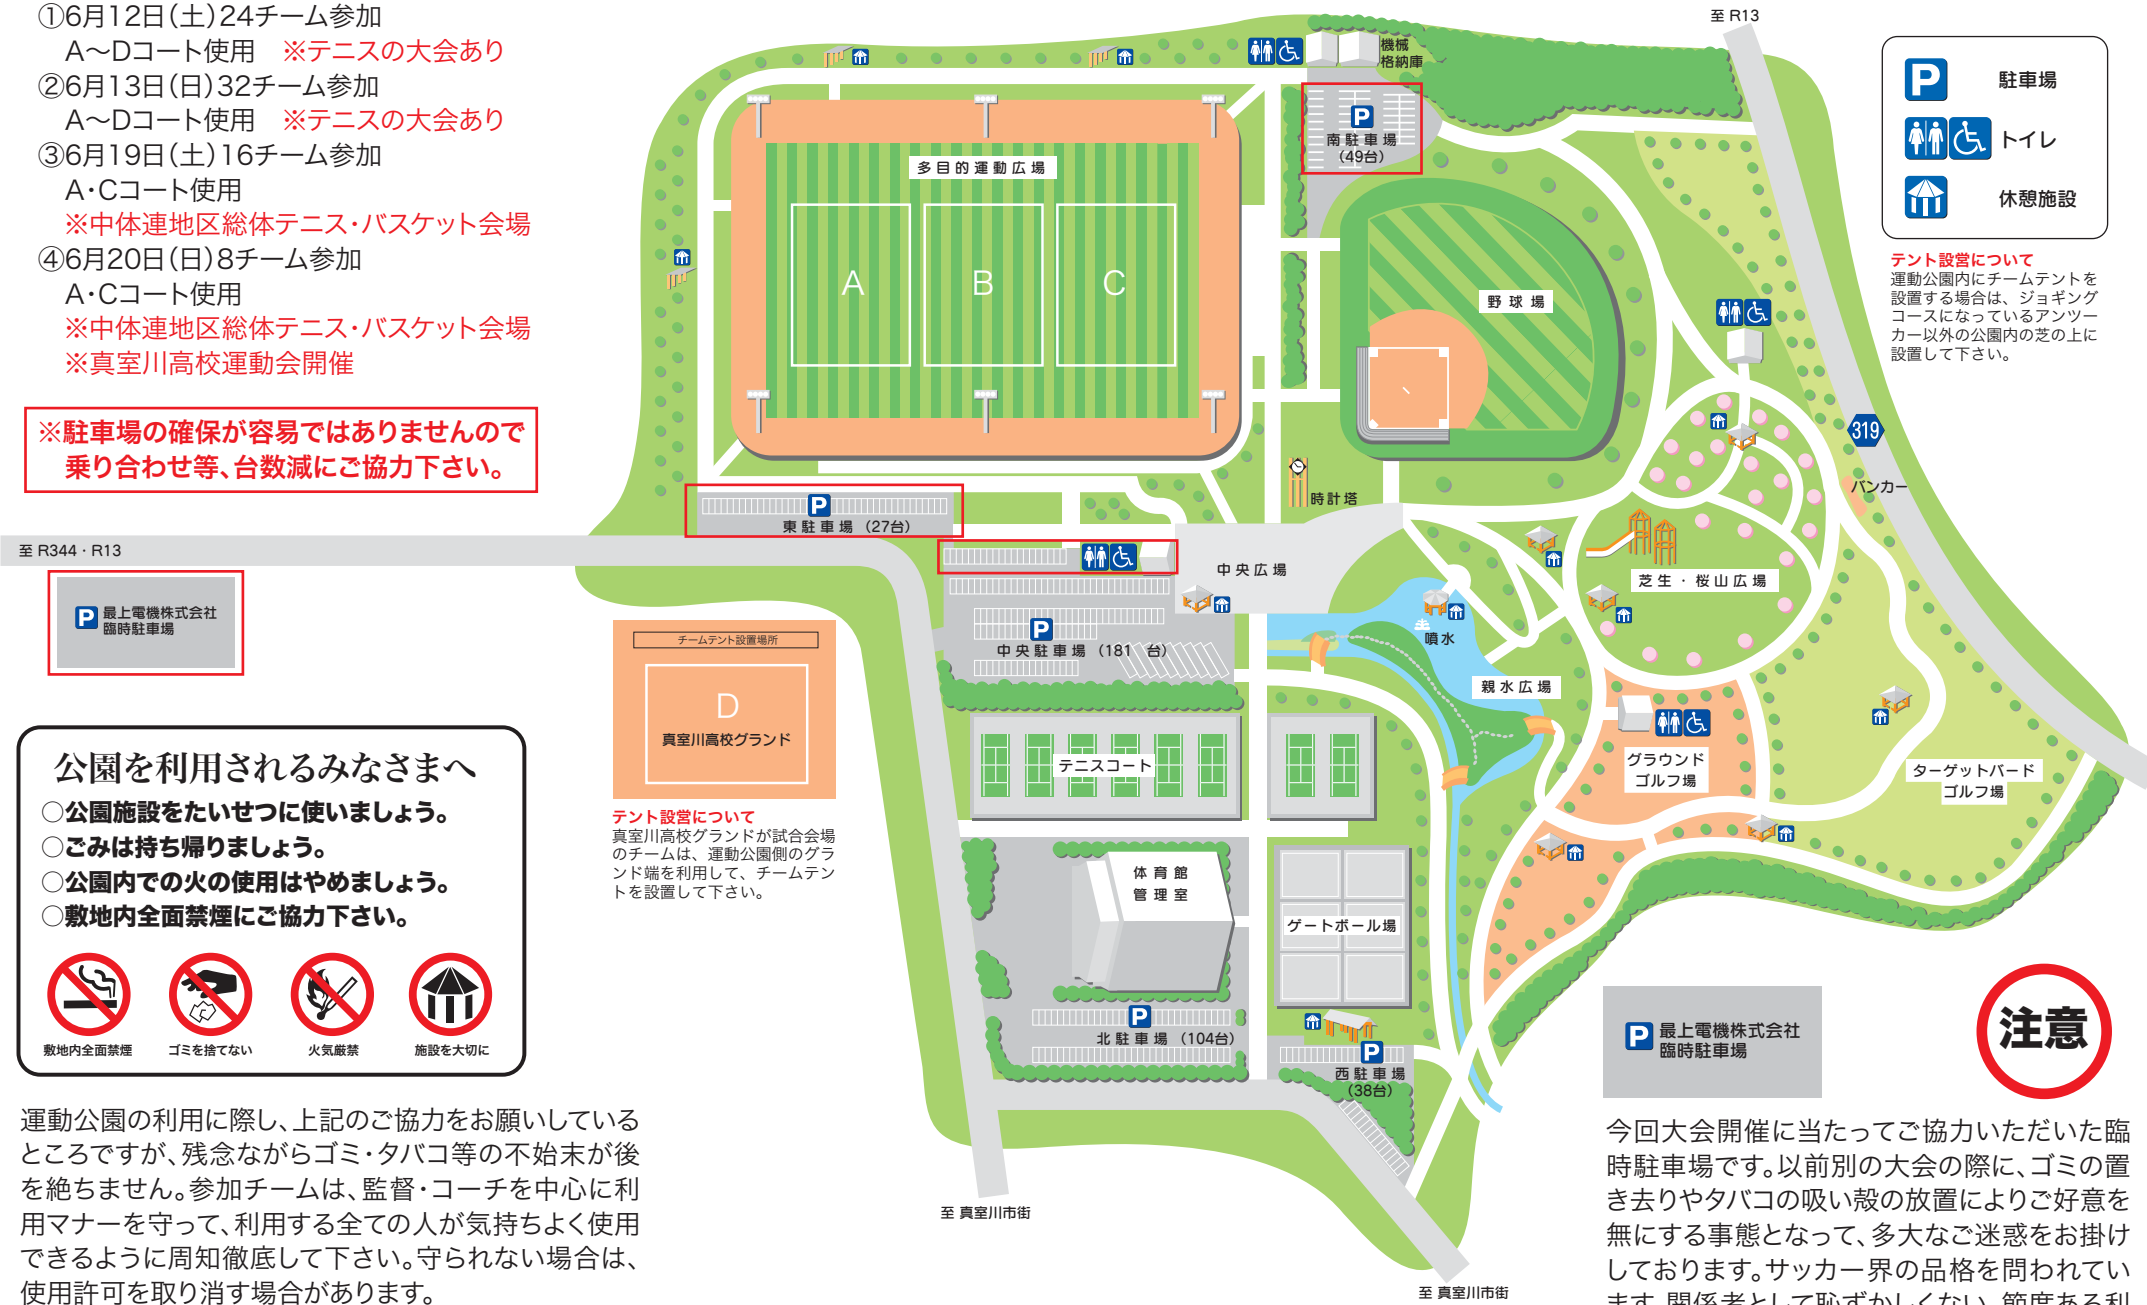 ①6月12日(土)24チーム参加
A～Dコート使用　※テニスの大会あり
②6月13日(日)32チーム参加
A～Dコート使用　※テニスの大会あり
③6月19日(土)16チーム参加
A・Cコート使用
※中体連地区総体テニス・バスケット会場
④6月20日(日)8チーム参加
A・Cコート使用
※中体連地区総体テニス・バスケット会場
※真室川高校運動会開催
※駐車場の確保が容易ではありませんので
乗り合わせ等、台数減にご協力下さい。
至 R344・R13
P 最上電機株式会社
臨時駐車場
公園を利用されるみなさまへ
○公園施設をたいせつに使いましょう。
○ごみは持ち帰りましょう。
○公園内での火の使用はやめましょう。
○敷地内全面禁煙にご協力下さい。
敷地内全面禁煙
ゴミを捨てない
火気厳禁
施設を大切に
運動公園の利用に際し、上記のご協力をお願いしている
ところですが、残念ながらゴミ・タバコ等の不始末が後
を絶ちません。参加チームは、監督・コーチを中心に利
用マナーを守って、利用する全ての人が気持ちよく使用
できるように周知徹底して下さい。守られない場合は、
使用許可を取り消す場合があります。
至 R13
機械
格納庫
P
南駐車場
(49台)
多目的運動広場
A
B
C
野球場
P
東駐車場 (27台)
時計塔
中央広場
P
中央駐車場 (181 台)
チームテント設置場所
D
真室川高校グランド
テント設営について
真室川高校グランドが試合会場
のチームは、運動公園側のグラ
ンド端を利用して、チームテン
トを設置して下さい。
噴水
親水広場
芝生・桜山広場
319
バンカー
グラウンド
ゴルフ場
ターゲットバード
ゴルフ場
テニスコート
体育館
管理室
ゲートボール場
P
北駐車場 (104台)
P
西駐車場
(38台)
至 真室川市街
至 真室川市街
P 駐車場
トイレ
休憩施設
テント設営について
運動公園内にチームテントを
設置する場合は、ジョギング
コースになっているアンツー
カー以外の公園内の芝の上に
設置して下さい。
P 最上電機株式会社
臨時駐車場
注意
今回大会開催に当たってご協力いただいた臨
時駐車場です。以前別の大会の際に、ゴミの置
き去りやタバコの吸い殻の放置によりご好意を
無にする事態となって、多大なご迷惑をお掛け
しております。サッカー界の品格を問われてい
ます。関係者として恥ずかしくない、節度ある利